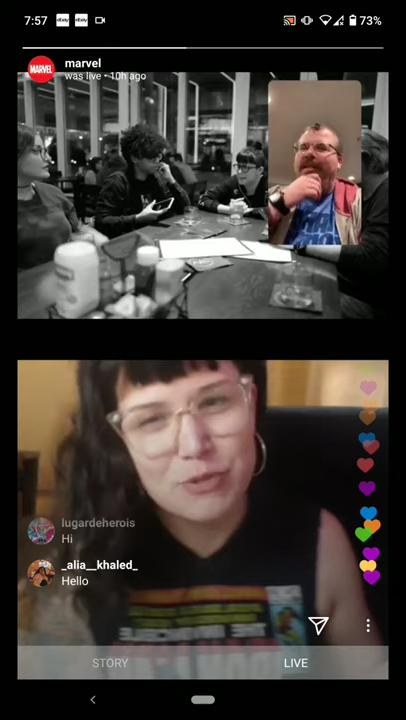 7:57
73%
MARVEL
marvel
was live • 10h ago
lugardeherois
Hi
_alia__khaled_
Hello
STORY
LIVE